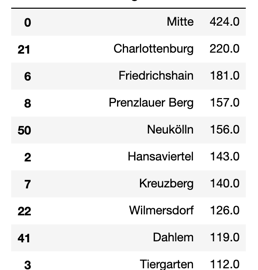 0 Mitte 424.0
21 Charlottenburg 220.0
6 Friedrichshain 181.0
8 Prenzlauer Berg 157.0
50 Neukölln 156.0
2 Hansaviertel 143.0
7 Kreuzberg 140.0
22 Wilmersdorf 126.0
41 Dahlem 119.0
3 Tiergarten 112.0